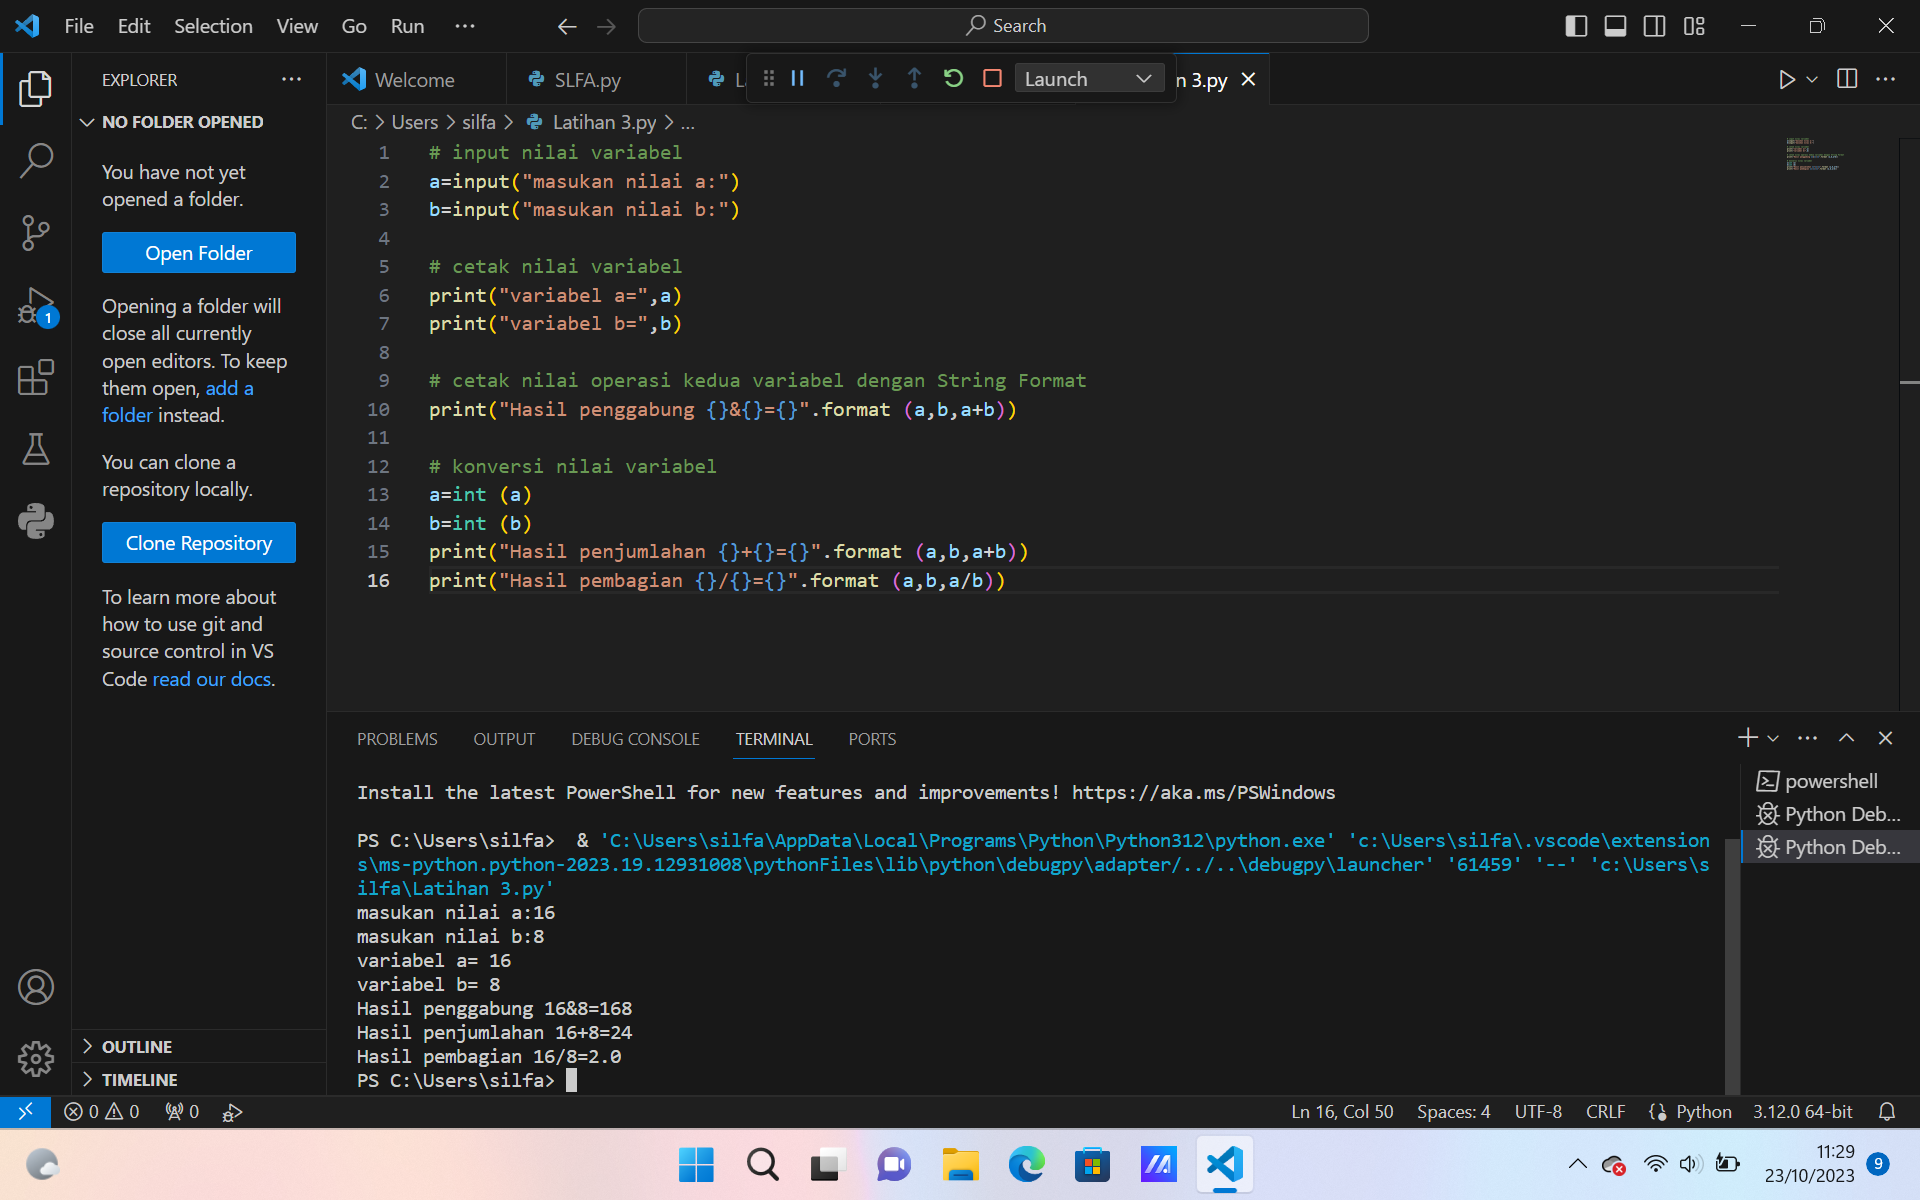 File Edit Selection View Go Run ···
Search
EXPLORER
Welcome
SLFA.py
n 3.py
Launch
NO FOLDER OPENED
C: > Users > silfa > Latihan 3.py > ...
You have not yet
opened a folder.
Open Folder
Opening a folder will
close all currently
open editors. To keep
them open, add a
folder instead.
You can clone a
repository locally.
Clone Repository
To learn more about
how to use git and
source control in VS
Code read our docs.
OUTLINE
TIMELINE
1 # input nilai variabel
2 a=input("masukan nilai a:")
3 b=input("masukan nilai b:")
4
5 # cetak nilai variabel
6 print("variabel a=",a)
7 print("variabel b=",b)
8
9 # cetak nilai operasi kedua variabel dengan String Format
10 print("Hasil penggabung {}&{}={}".format (a,b,a+b))
11
12 # konversi nilai variabel
13 a=int (a)
14 b=int (b)
15 print("Hasil penjumlahan {}+{}={}".format (a,b,a+b))
16 print("Hasil pembagian {}/{}={}".format (a,b,a/b))
PROBLEMS OUTPUT DEBUG CONSOLE TERMINAL PORTS
Install the latest PowerShell for new features and improvements! https://aka.ms/PSWindows
PS C:\Users\silfa>  & 'C:\Users\silfa\AppData\Local\Programs\Python\Python312\python.exe' 'c:\Users\silfa\.vscode\extension
s\ms-python.python-2023.19.12931008\pythonFiles\lib\python\debugpy\adapter/../..\debugpy\launcher' '61459' '--' 'c:\Users\s
ilfa\Latihan 3.py'
masukan nilai a:16
masukan nilai b:8
variabel a= 16
variabel b= 8
Hasil penggabung 16&8=168
Hasil penjumlahan 16+8=24
Hasil pembagian 16/8=2.0
PS C:\Users\silfa>
powershell
Python Deb...
Python Deb...
1
0 0 0
Ln 16, Col 50 Spaces: 4 UTF-8 CRLF Python 3.12.0 64-bit
11:29
23/10/2023
9